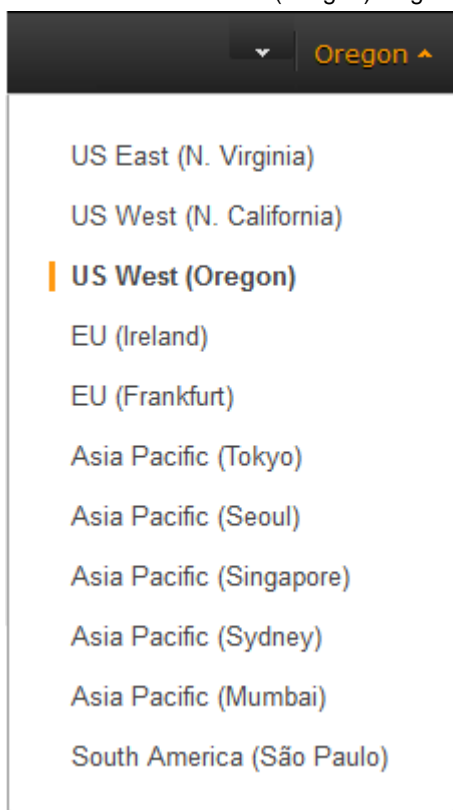 Oregon
US East (N. Virginia)
US West (N. California)
US West (Oregon)
EU (Ireland)
EU (Frankfurt)
Asia Pacific (Tokyo)
Asia Pacific (Seoul)
Asia Pacific (Singapore)
Asia Pacific (Sydney)
Asia Pacific (Mumbai)
South America (São Paulo)